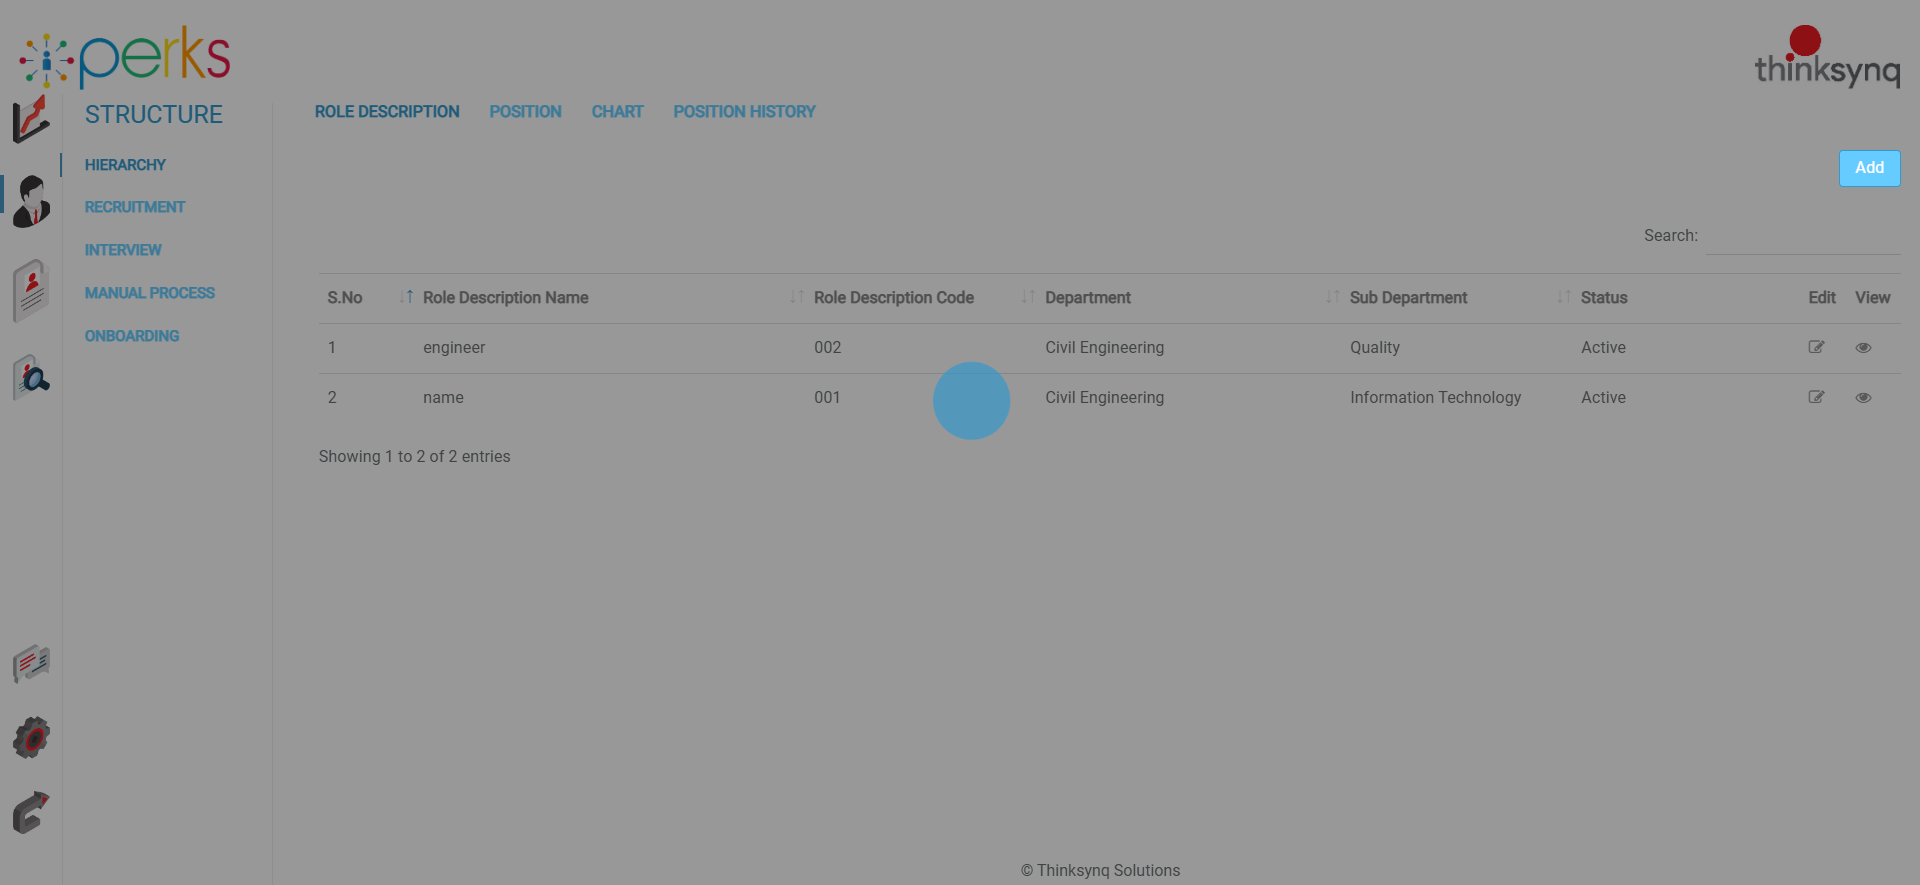 perks
thinksynq
STRUCTURE
HIERARCHY
RECRUITMENT
INTERVIEW
MANUAL PROCESS
ONBOARDING
ROLE DESCRIPTION POSITION CHART POSITION HISTORY
Add
Search:
S.No Role Description Name Role Description Code Department Sub Department Status Edit View
1 engineer 002 Civil Engineering Quality Active
2 name 001 Civil Engineering Information Technology Active
Showing 1 to 2 of 2 entries
© Thinksynq Solutions